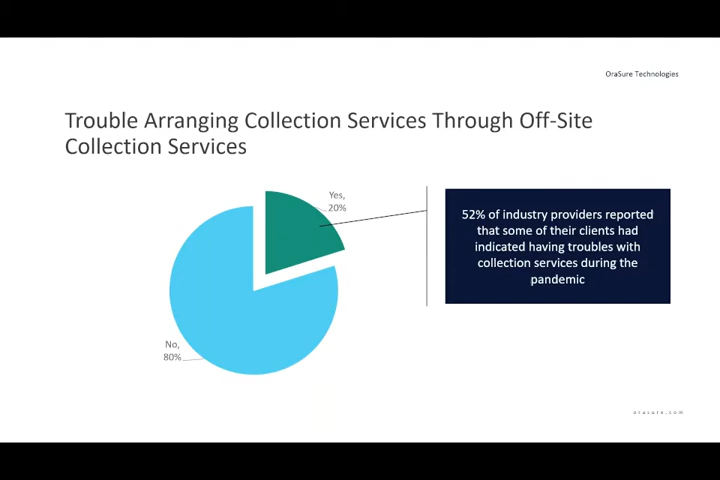 OraSure Technologies
Trouble Arranging Collection Services Through Off-Site
Collection Services
Yes,
20%
52% of industry providers reported
that some of their clients had
indicated having troubles with
collection services during the
pandemic
No,
80%
orasure.com